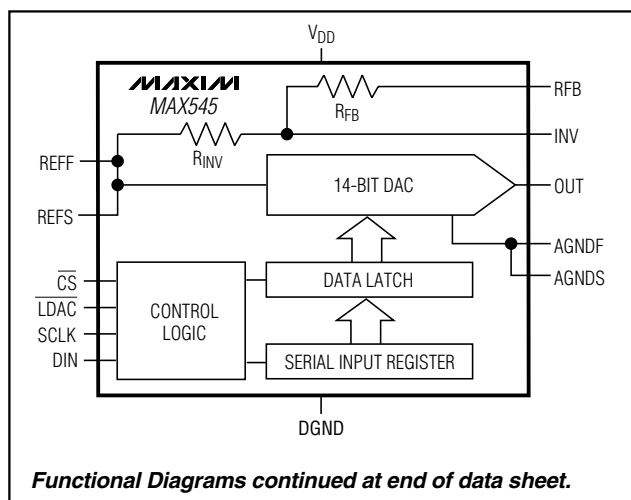 VDD
MAXIM
MAX545
RFB
RFB
INV
RINV
REFF
14-BIT DAC
OUT
REFS
AGNDF
AGNDS
CS
DATA LATCH
LDAC
CONTROL
LOGIC
SCLK
DIN
SERIAL INPUT REGISTER
DGND
Functional Diagrams continued at end of data sheet.